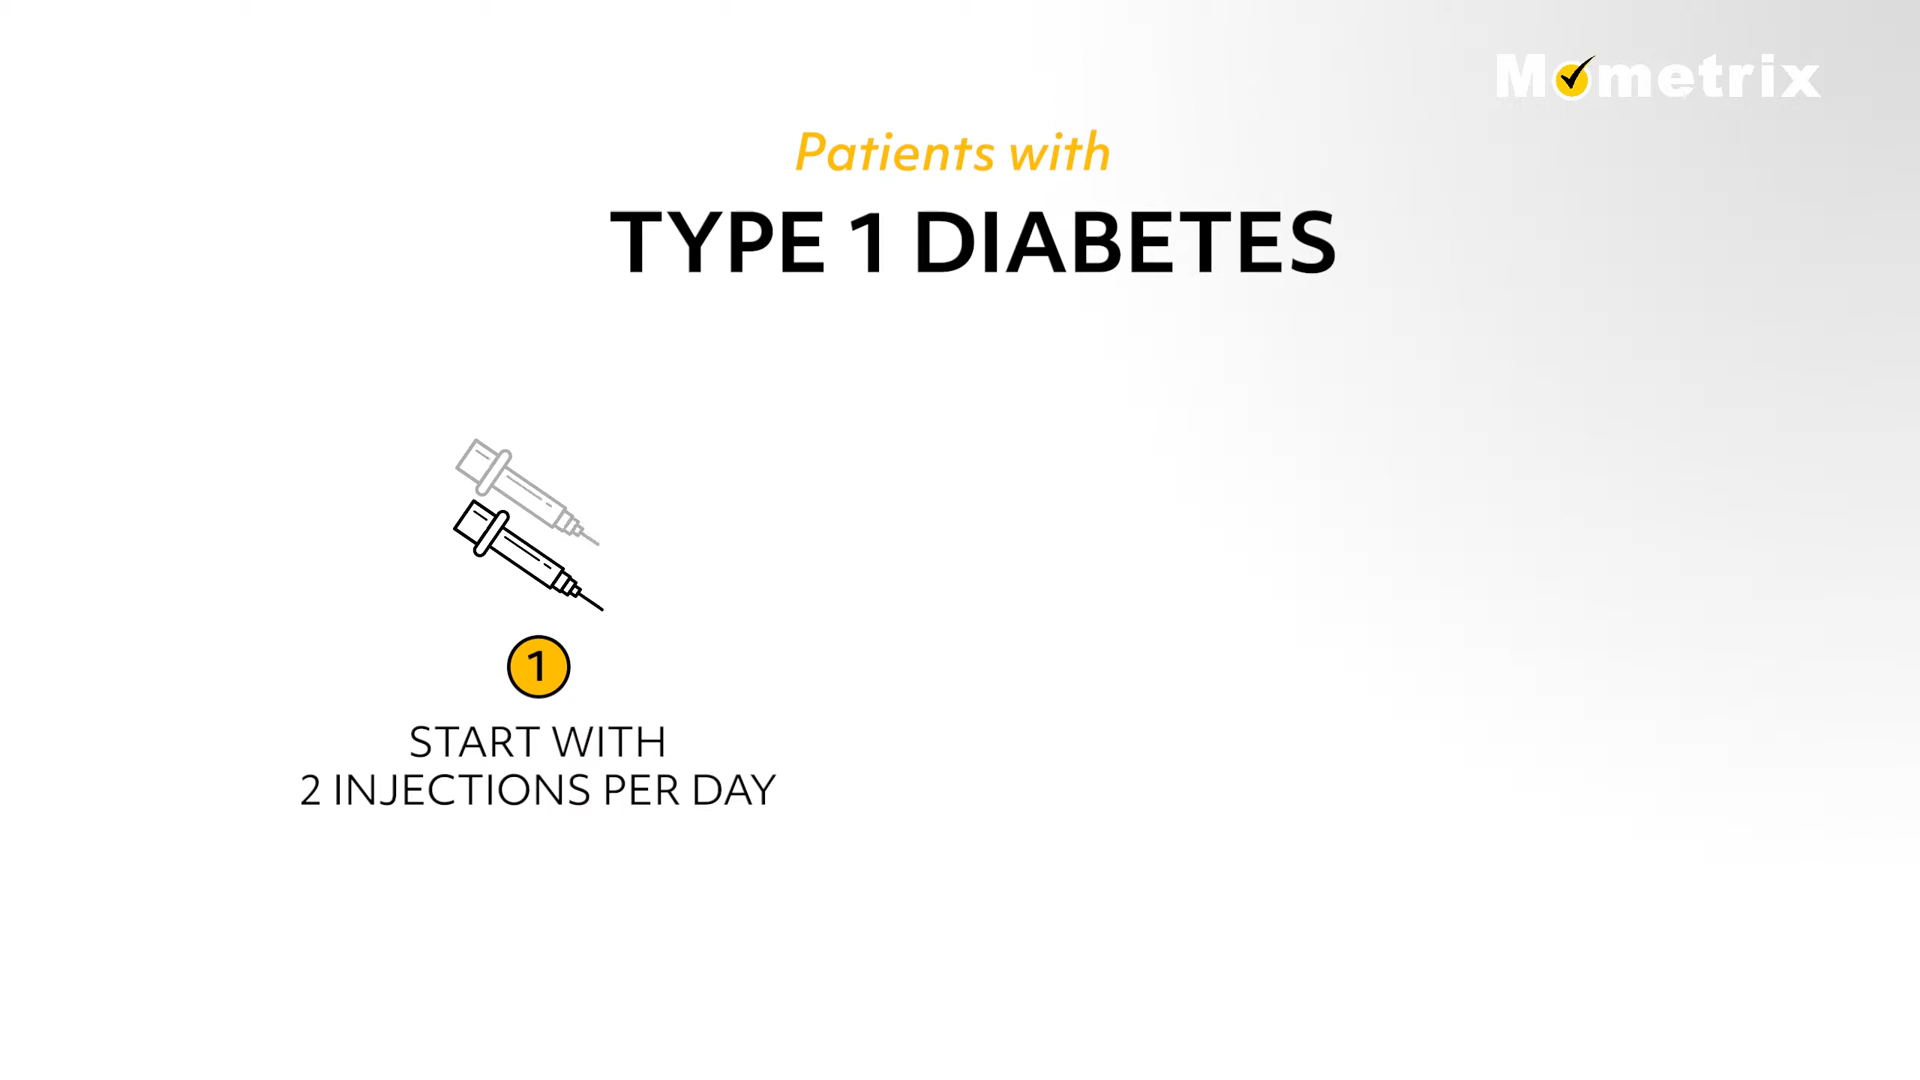 Mometrix
Patients with
TYPE 1 DIABETES
1
START WITH
2 INJECTIONS PER DAY